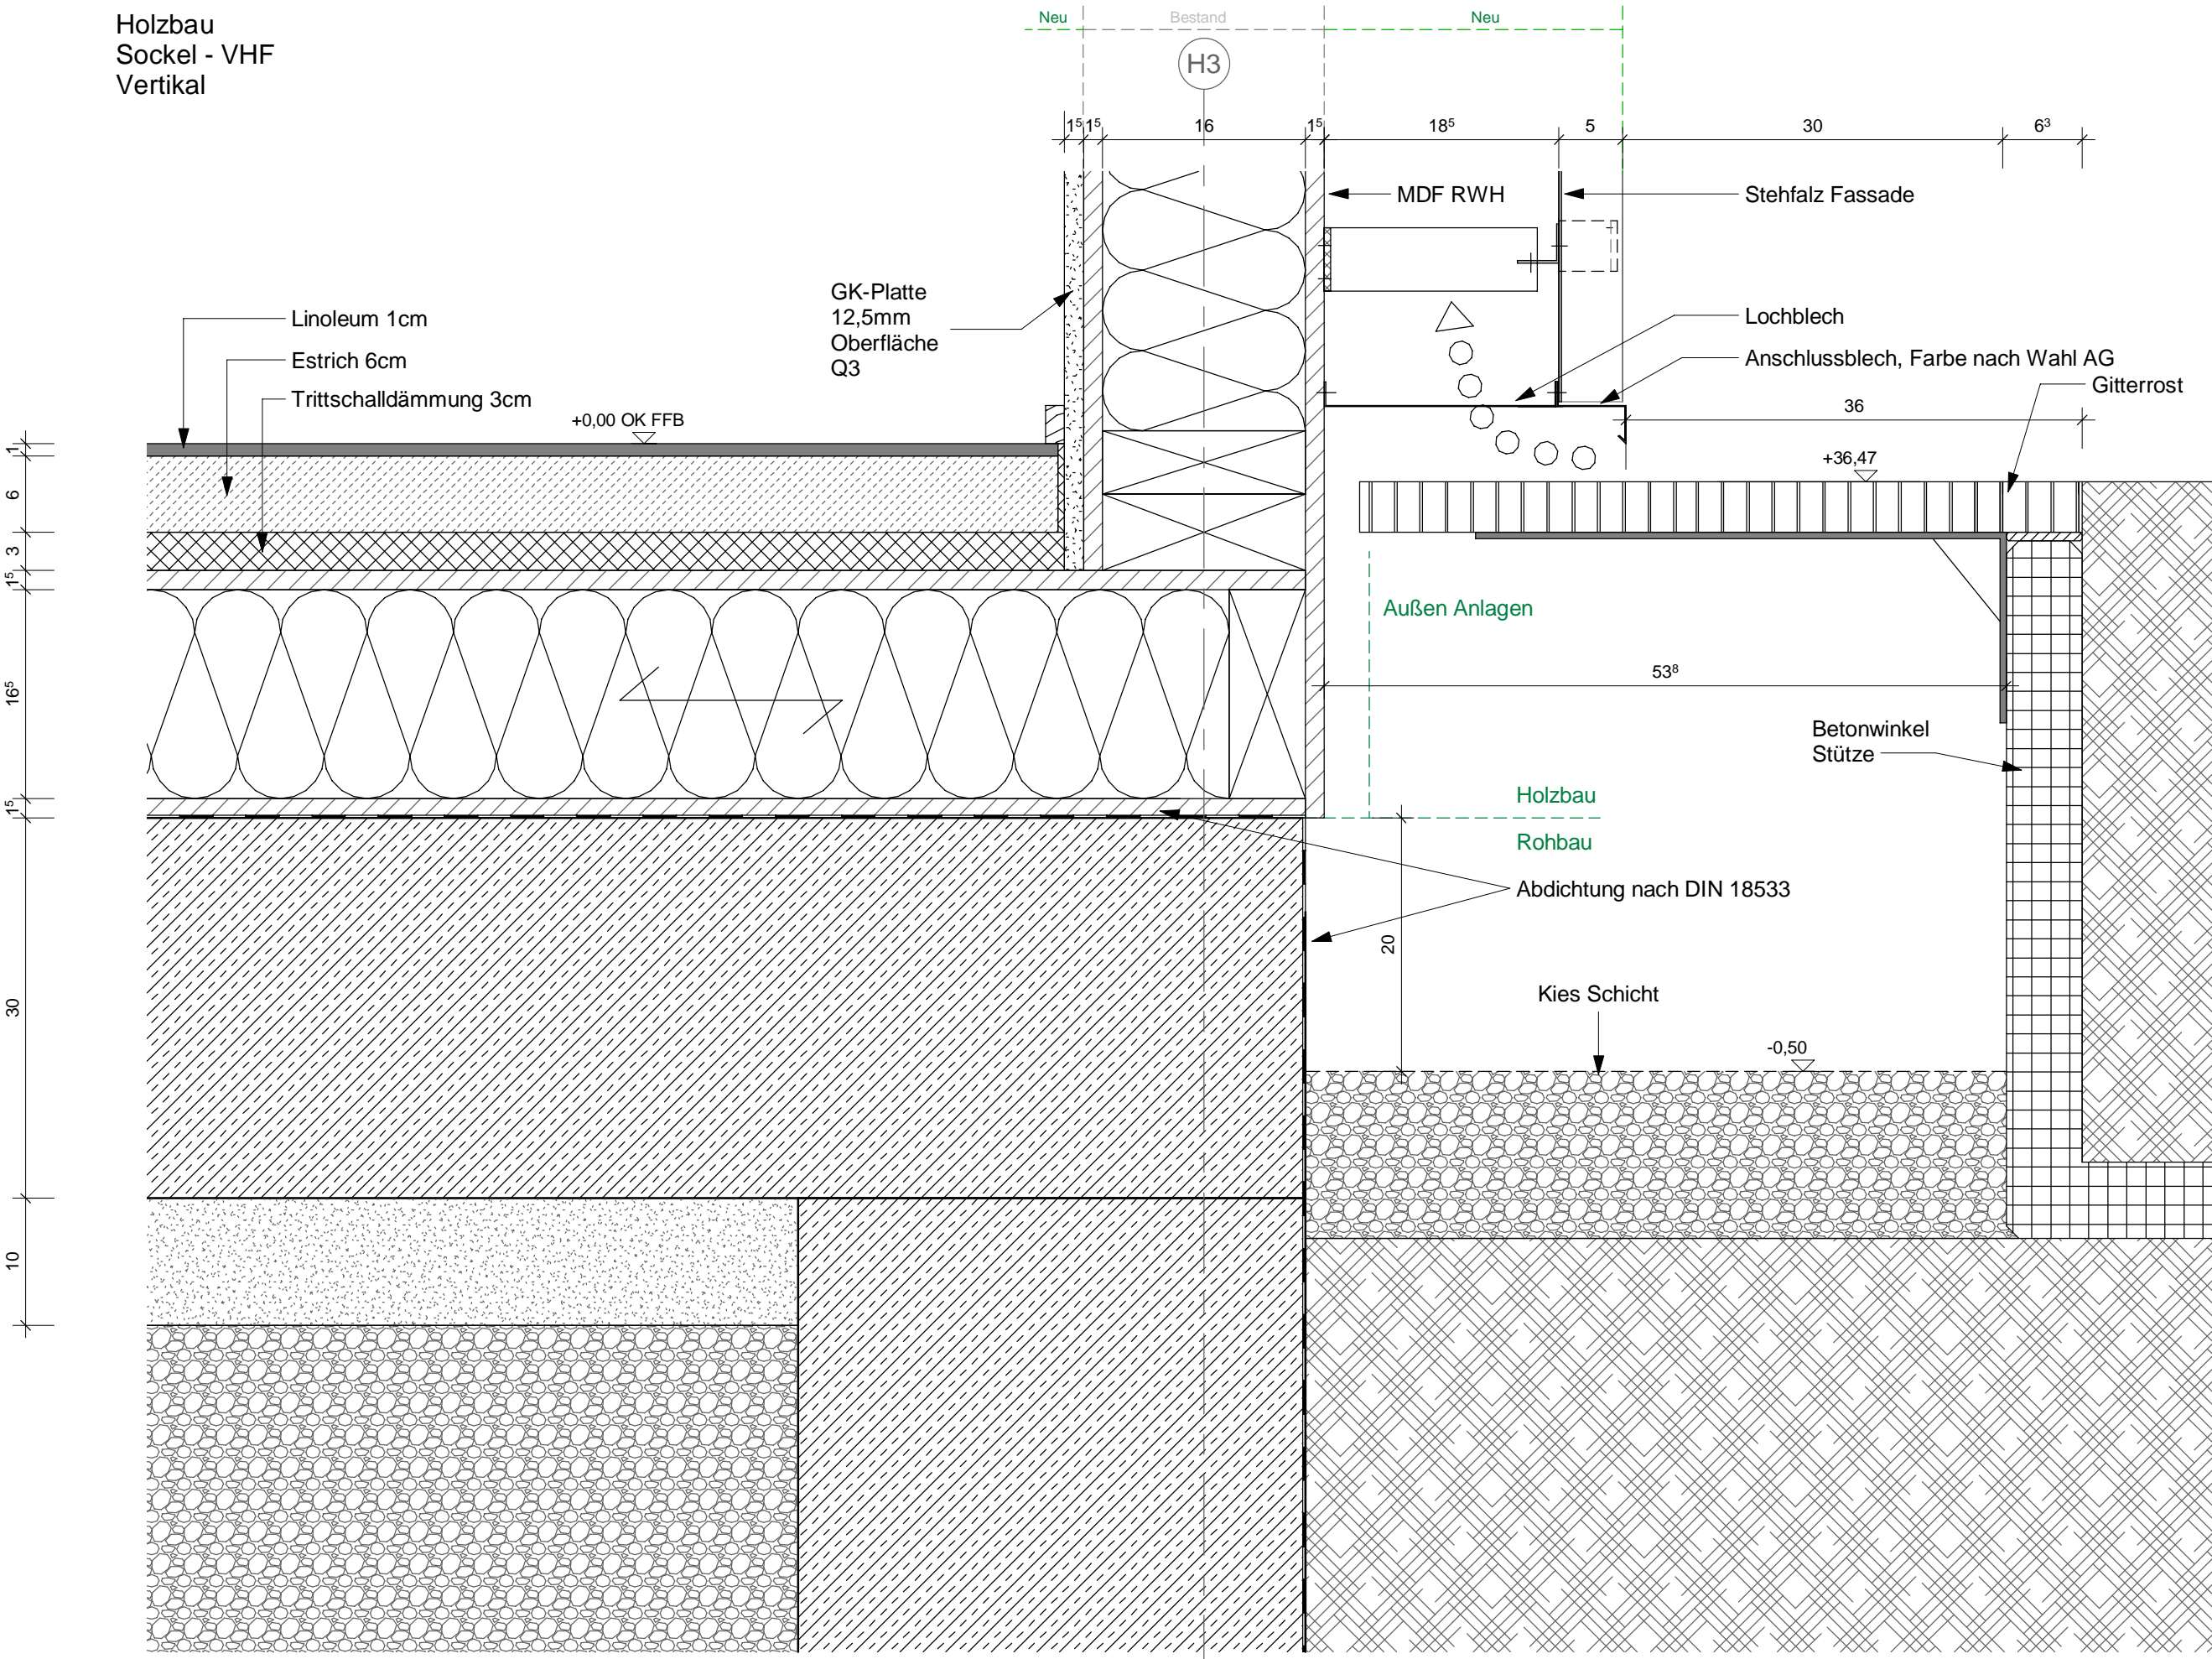 Holzbau
Sockel - VHF
Vertikal
Neu
Bestand
Neu
H3
1⁵
1⁵
16
1⁵
18⁵
5
30
6³
MDF RWH
Stehfalz Fassade
GK-Platte
12,5mm
Oberfläche
Q3
Linoleum 1cm
Estrich 6cm
Trittschalldämmung 3cm
Lochblech
Anschlussblech, Farbe nach Wahl AG
Gitterrost
36
+0,00 OK FFB
+36,47
1
6
3
1⁵
16⁵
1⁵
30
10
Außen Anlagen
53⁸
Betonwinkel
Stütze
Holzbau
Rohbau
Abdichtung nach DIN 18533
20
Kies Schicht
-0,50